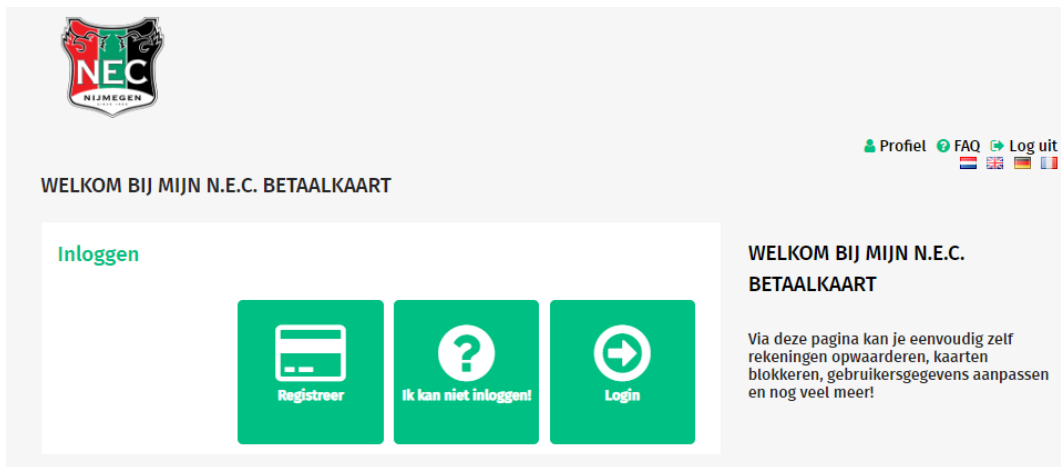 NEC
NIJMEGEN
Profiel FAQ Log uit
WELKOM BIJ MIJN N.E.C. BETAALKAART
Inloggen
Registreer
Ik kan niet inloggen!
Login
WELKOM BIJ MIJN N.E.C.
BETAALKAART
Via deze pagina kan je eenvoudig zelf
rekeningen opwaarderen, kaarten
blokkeren, gebruikersgegevens aanpassen
en nog veel meer!